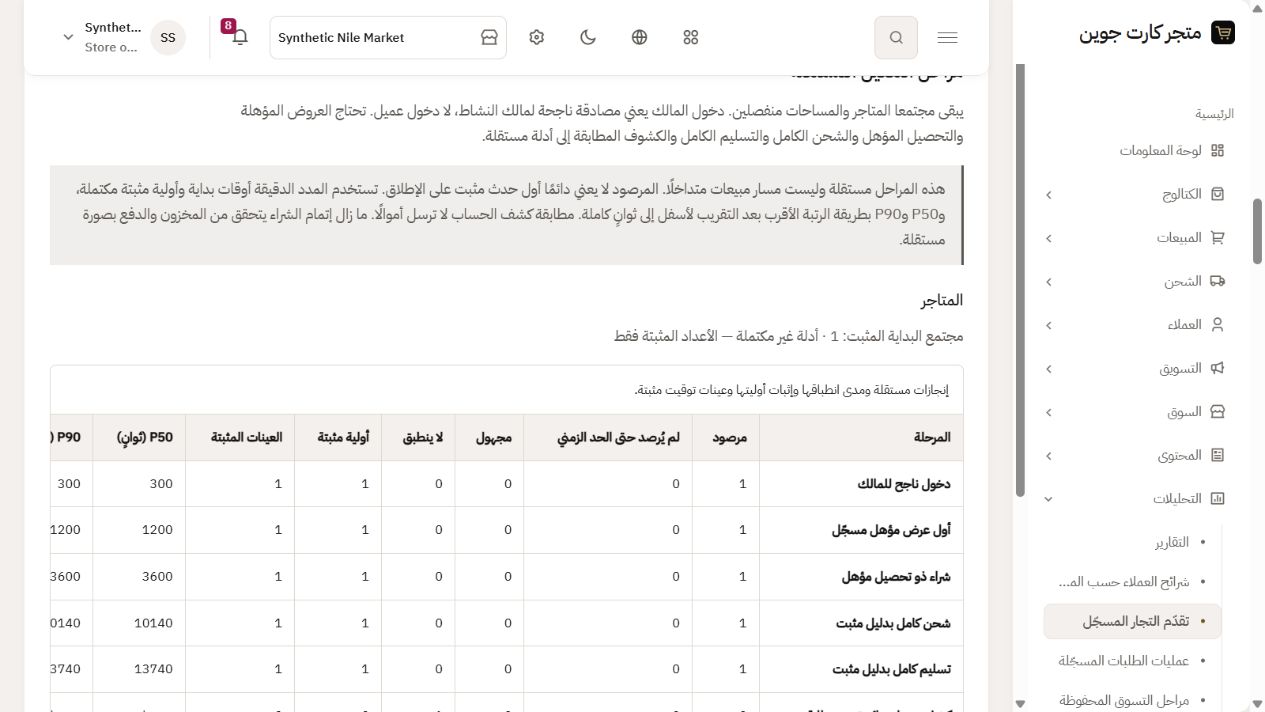 متجر كارت جوين
Synthetic Nile Market
8
SS
Synthet...
Store o...
الرئيسية
لوحة المعلومات
الكتالوج
المبيعات
الشحن
العملاء
التسويق
السوق
المحتوى
التحليلات
التقارير
شرائح العملاء حسب المـ...
تقدّم التجار المسجّل
عمليات الطلبات المسجّلة
مراحل التسوق المحفوظة
يبقى مجتمعا المتاجر والمساحات منفصلين. دخول المالك يعني مصادقة ناجحة لمالك النشاط، لا دخول عميل. تحتاج العروض المؤهلة
والتحصيل المؤهل والشحن الكامل والتسليم الكامل والكشوف المطابقة إلى أدلة مستقلة.
هذه المراحل مستقلة وليست مسار مبيعات متداخلًا. المرصود لا يعني دائمًا أول حدث مثبت على الإطلاق. تستخدم المدد الدقيقة أوقات بداية وأولية مثبتة مكتملة،
وP50 وP90 بطريقة الرتبة الأقرب بعد التقريب لأسفل إلى ثوانٍ كاملة. مطابقة كشف الحساب لا ترسل أموالًا. ما زال إتمام الشراء يتحقق من المخزون والدفع بصورة
مستقلة.
المتاجر
مجتمع البداية المثبت: 1 · أدلة غير مكتملة — الأعداد المثبتة فقط
إنجازات مستقلة ومدى انطباقها وإثبات أوليتها وعينات توقيت مثبتة.
المرحلة مرصود لم يُرصد حتى الحد الزمني مجهول لا ينطبق أولية مثبتة العينات المثبتة P50 (ثوانٍ) P90 (
دخول ناجح للمالك 1 0 0 0 1 1 300 300
أول عرض مؤهل مسجّل 1 0 0 0 1 1 1200 1200
شراء ذو تحصيل مؤهل 1 0 0 0 1 1 3600 3600
شحن كامل بدليل مثبت 1 0 0 0 1 1 10140 0140
تسليم كامل بدليل مثبت 1 0 0 0 1 1 13740 3740